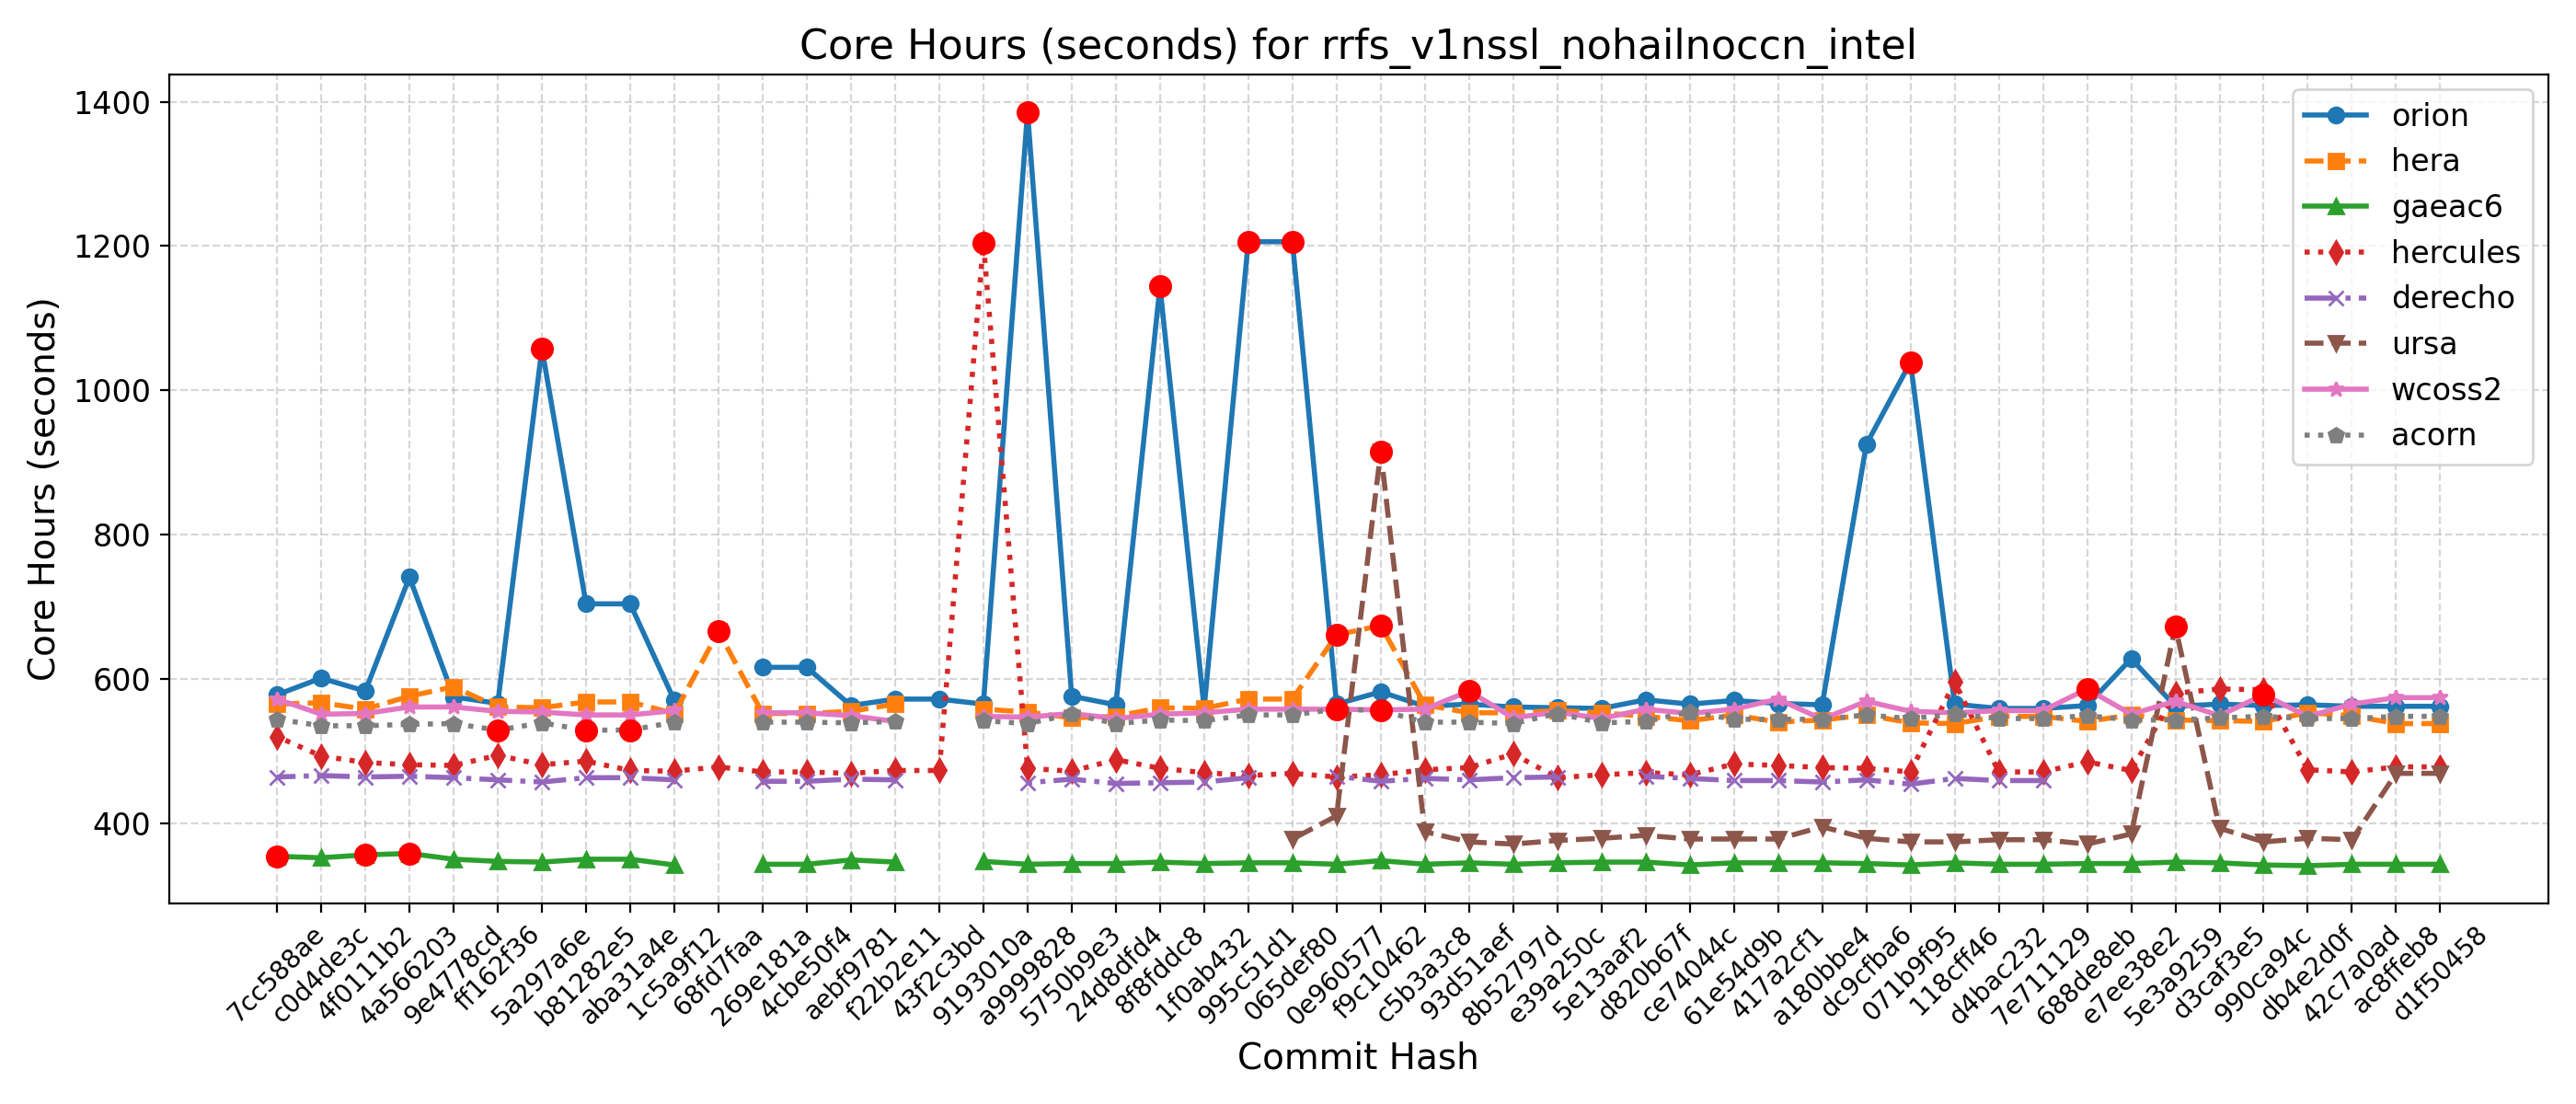 Core Hours (seconds) for rrfs_v1nssl_nohailnoccn_intel
Core Hours (seconds)
1400
1200
1000
800
600
400
orion
hera
gaeac6
hercules
derecho
ursa
wcoss2
acorn
7cc588ae
c0d4de3c
4f0111b2
4a566203
9e4778cd
ff162f36
5a297a6e
b81282e5
aba31a4e
1c5a9f12
68fd7faa
269e181a
4cbe50f4
aebf9781
f22b2e11
43f2c3bd
9193010a
a9999828
5750b9e3
24d8dfd4
8f8fddc8
1f0ab432
995c51d1
065def80
0e960577
f9c10462
c5b3a3c8
93d51aef
8b52797d
e39a250c
5e13aaf2
d820b67f
ce74044c
61e54d9b
417a2cf1
a180bbe4
dc9cfba6
071b9f95
118cff46
d4bac232
7e711129
688de8eb
e7ee38e2
5e3a9259
d3caf3e5
990ca94c
db4e2d0f
42c7a0ad
ac8ffeb8
d1f50458
Commit Hash